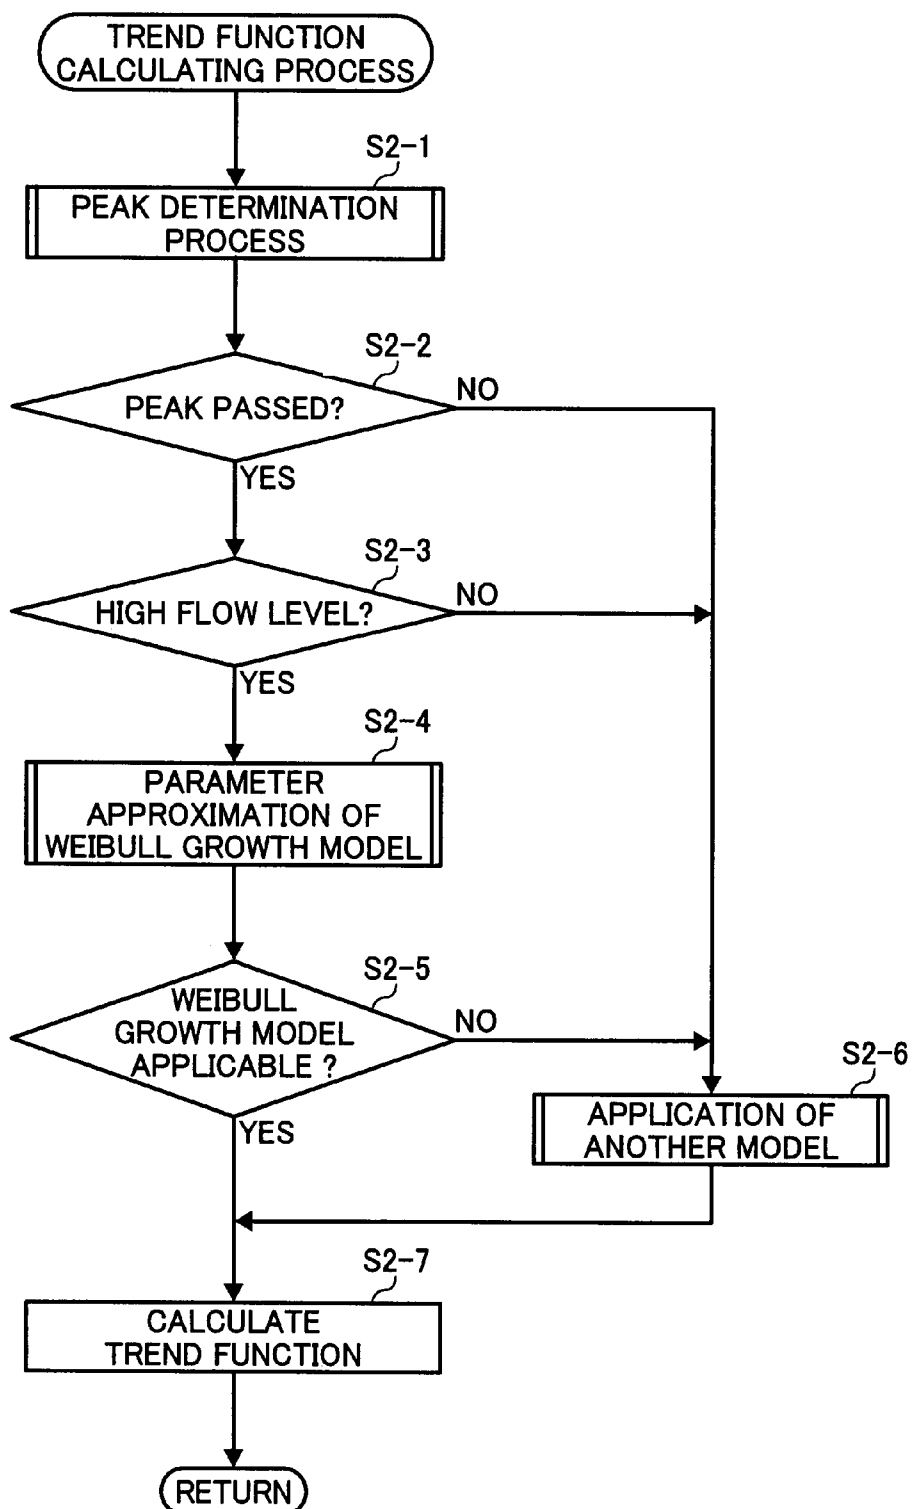 TREND FUNCTION
CALCULATING PROCESS
S2-1
PEAK DETERMINATION
PROCESS
S2-2
PEAK PASSED?
NO
YES
S2-3
HIGH FLOW LEVEL?
NO
YES
S2-4
PARAMETER
APPROXIMATION OF
WEIBULL GROWTH MODEL
S2-5
WEIBULL
GROWTH MODEL
APPLICABLE ?
NO
YES
S2-6
APPLICATION OF
ANOTHER MODEL
S2-7
CALCULATE
TREND FUNCTION
RETURN